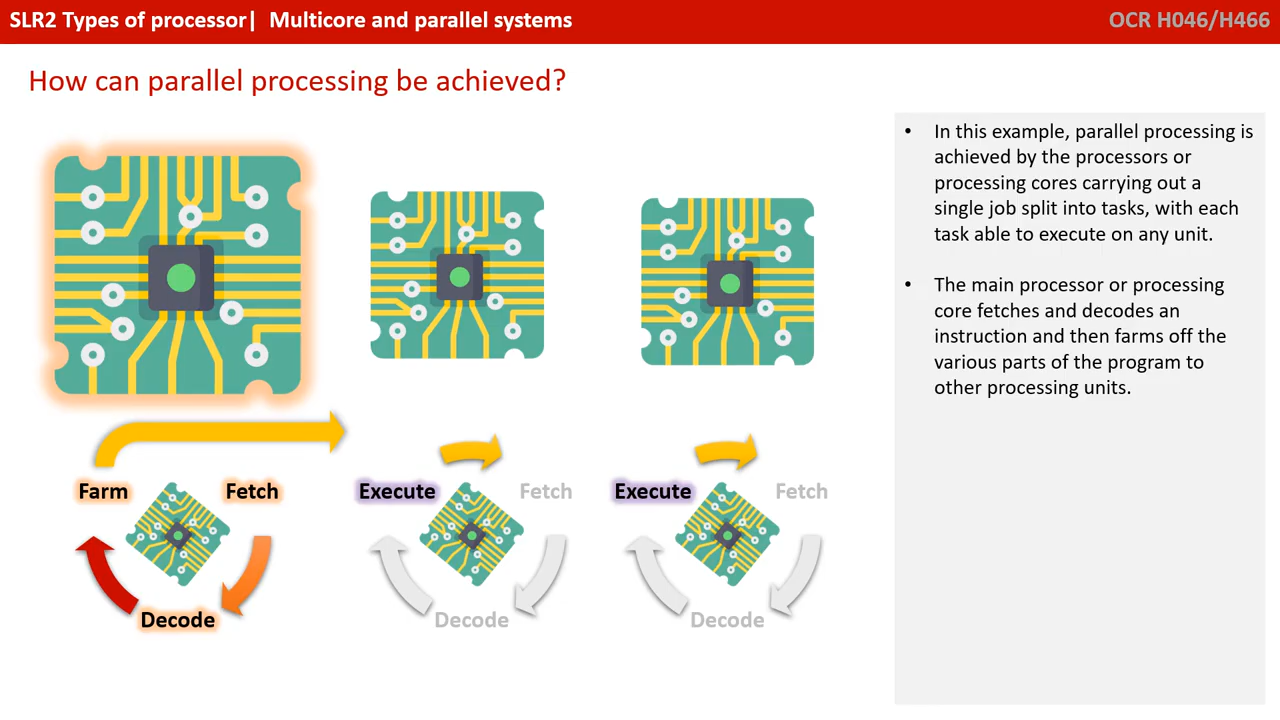 SLR2 Types of processor| Multicore and parallel systems
OCR H046/H466
How can parallel processing be achieved?
• In this example, parallel processing is
achieved by the processors or
processing cores carrying out a
single job split into tasks, with each
task able to execute on any unit.
• The main processor or processing
core fetches and decodes an
instruction and then farms off the
various parts of the program to
other processing units.
Farm
Fetch
Decode
Execute
Fetch
Decode
Execute
Fetch
Decode